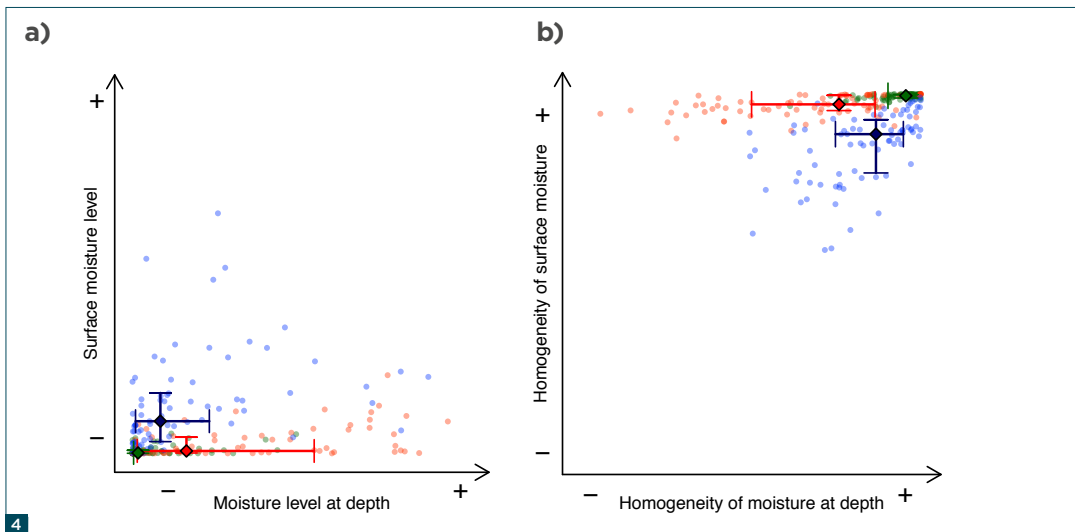 a)
+
Surface moisture level
−
−
+
Moisture level at depth
b)
+
Homogeneity of surface moisture
−
−
+
Homogeneity of moisture at depth
4